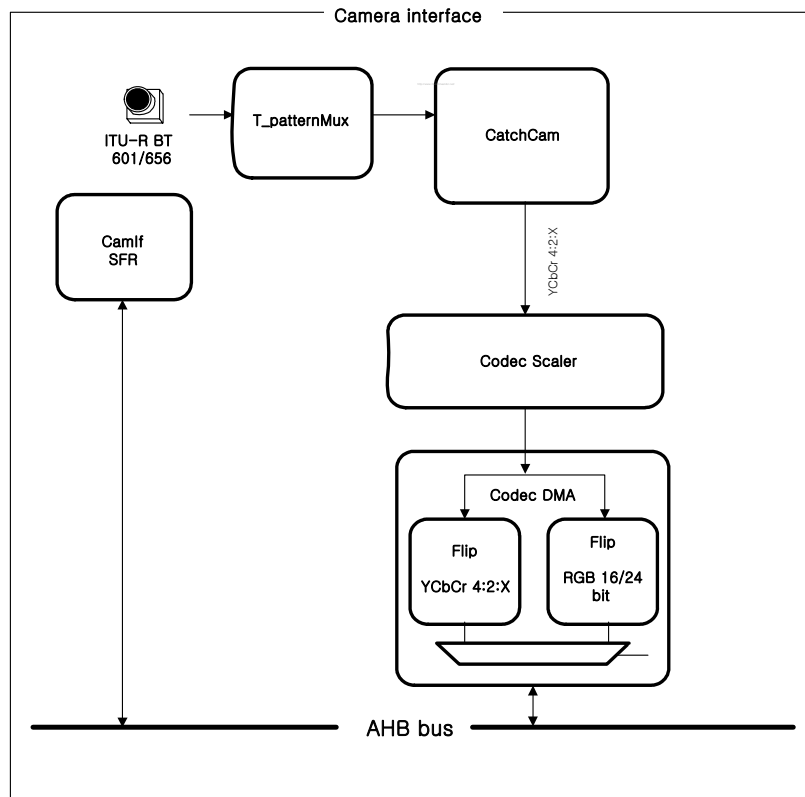 Camera interface
ITU-R BT
601/656
T_patternMux
CatchCam
CamIf
SFR
YCbCr 4:2:X
Codec Scaler
Codec DMA
Flip
YCbCr 4:2:X
Flip
RGB 16/24
bit
AHB bus